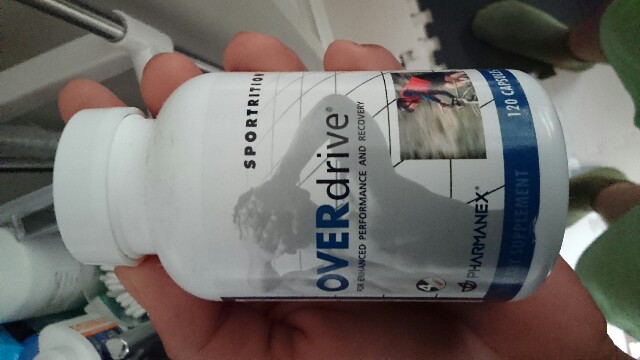 SPORTRITION
OVERdrive®
FOR ENHANCED PERFORMANCE AND RECOVERY
PHARMANEX®
SUPPLEMENT
120 CAPSULES